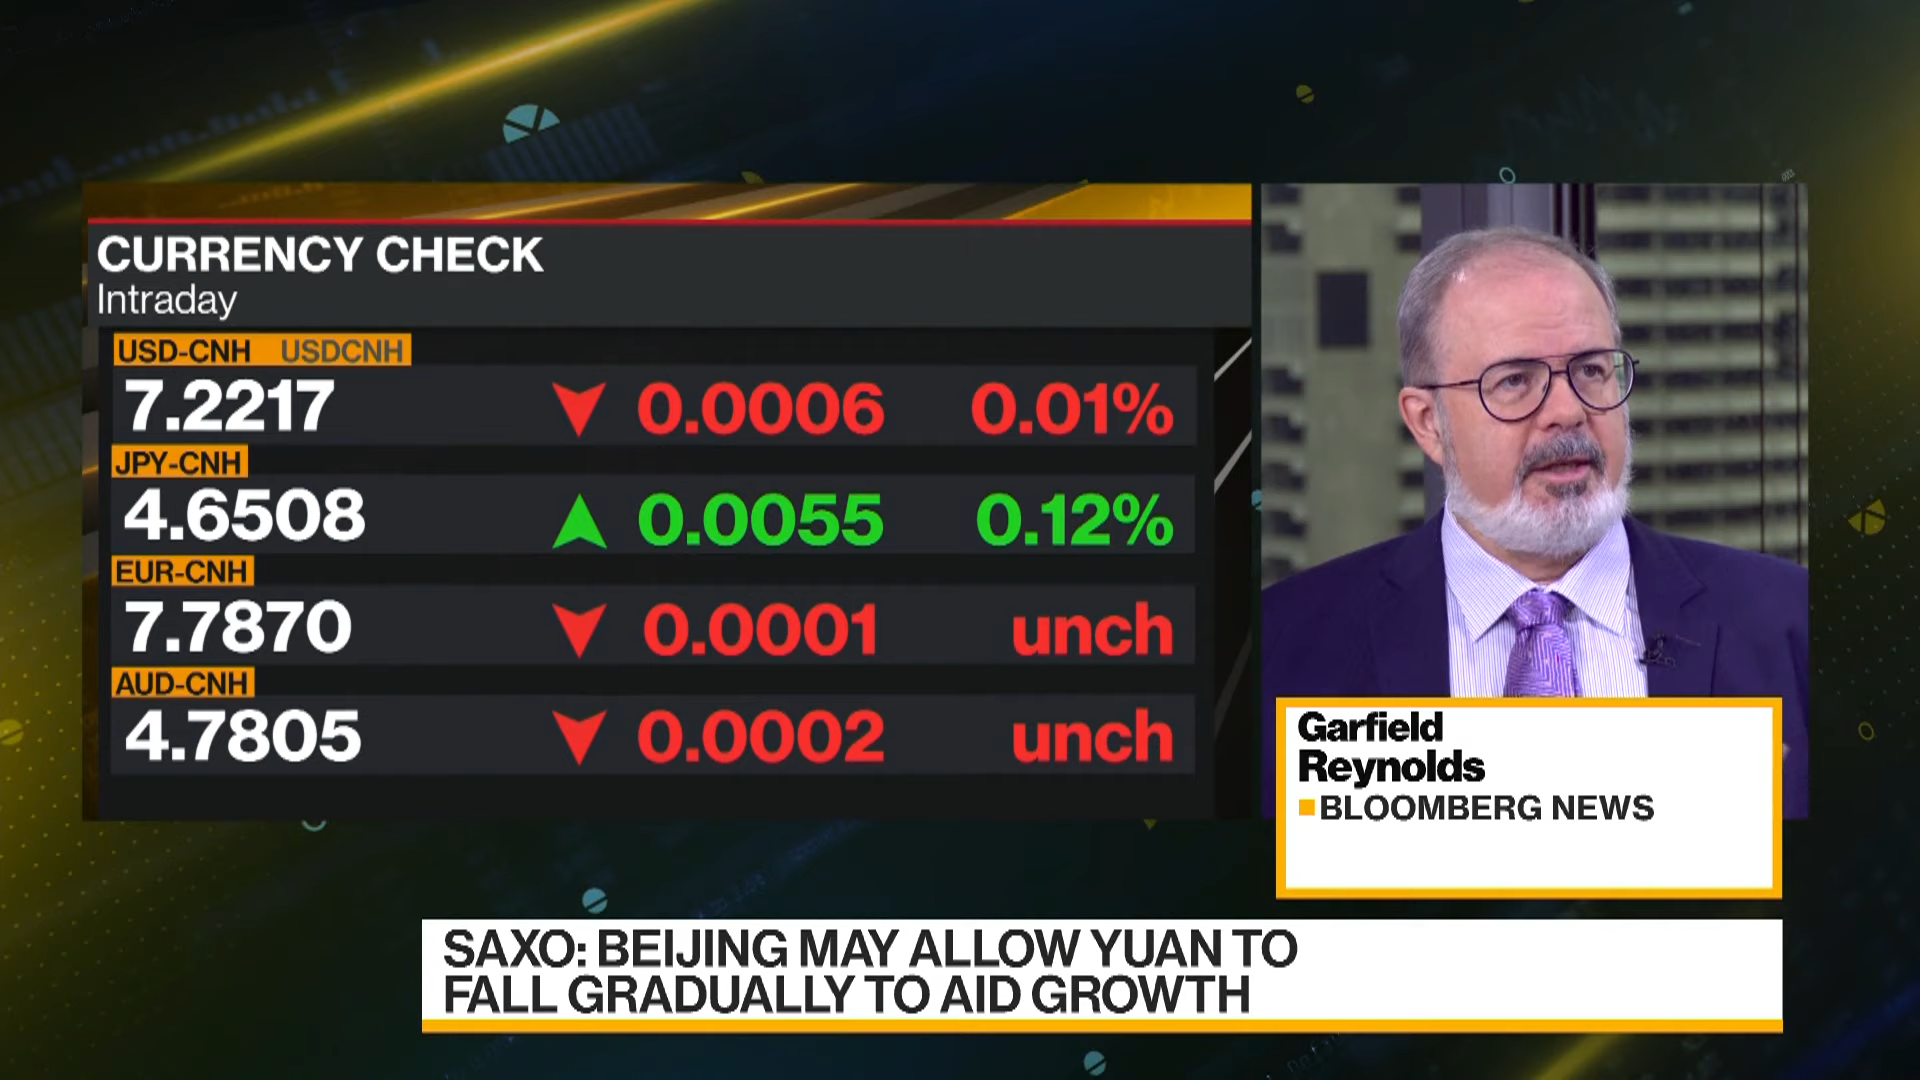 CURRENCY CHECK
Intraday
USD-CNH USDCNH
7.2217 ▼ 0.0006 0.01%
JPY-CNH
4.6508 ▲ 0.0055 0.12%
EUR-CNH
7.7870 ▼ 0.0001 unch
AUD-CNH
4.7805 ▼ 0.0002 unch
Garfield
Reynolds
BLOOMBERG NEWS
SAXO: BEIJING MAY ALLOW YUAN TO
FALL GRADUALLY TO AID GROWTH